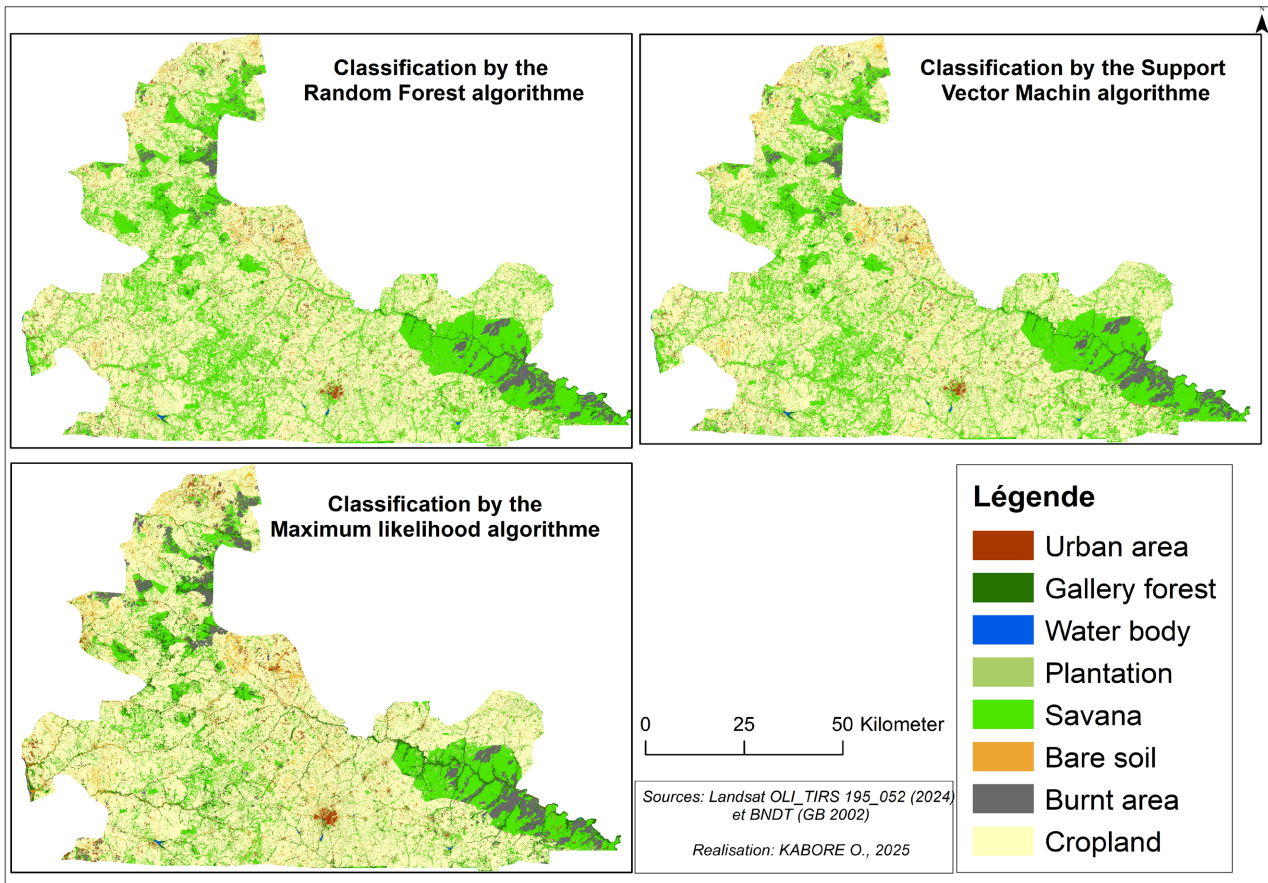 N
Classification by the
Random Forest algorithme
Classification by the Support
Vector Machin algorithme
Classification by the
Maximum likelihood algorithme
Légende
Urban area
Gallery forest
Water body
Plantation
Savana
Bare soil
Burnt area
Cropland
0 25 50 Kilometer
Sources: Landsat OLI_TIRS 195_052 (2024)
et BNDT (GB 2002)
Realisation: KABORE O., 2025